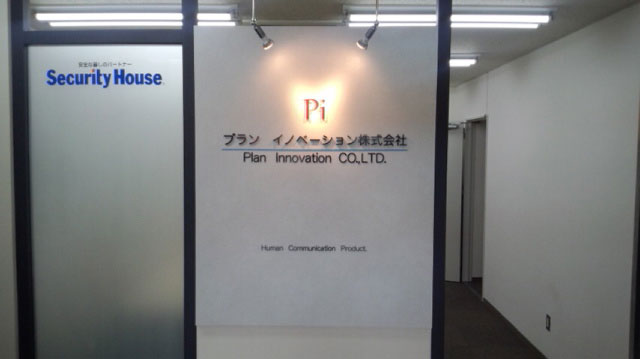 安全な暮しのパートナー
Security House
Pi
プラン イノベーション株式会社
Plan Innovation CO.,LTD.
Human Communication Product.